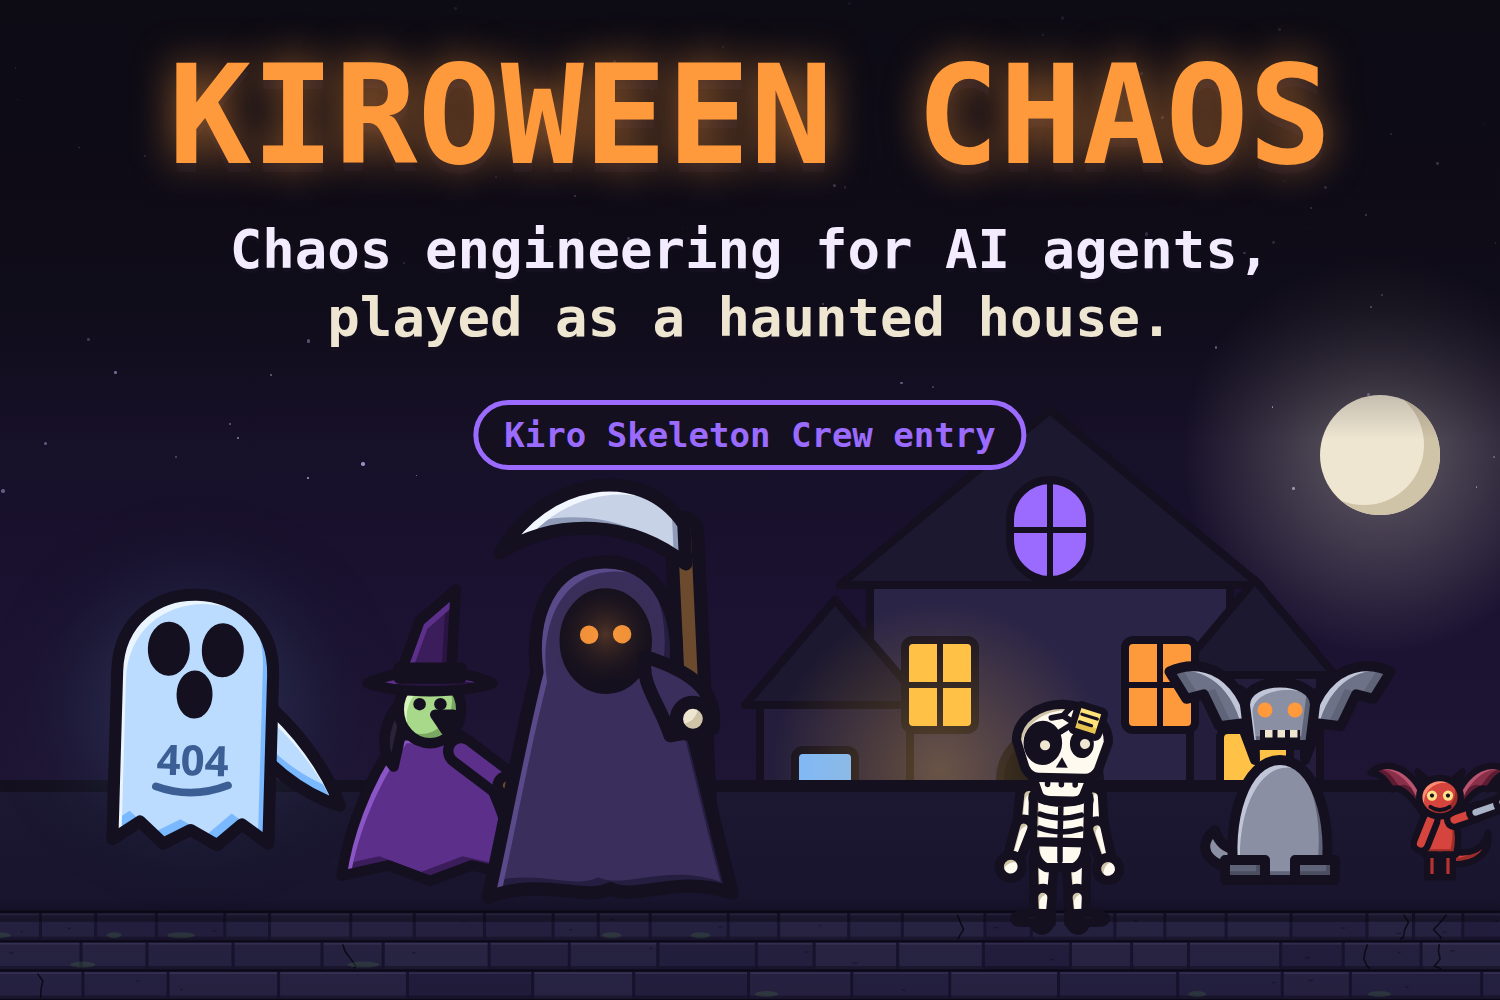 KIROWEEN CHAOS
Chaos engineering for AI agents,
played as a haunted house.
Kiro Skeleton Crew entry
404